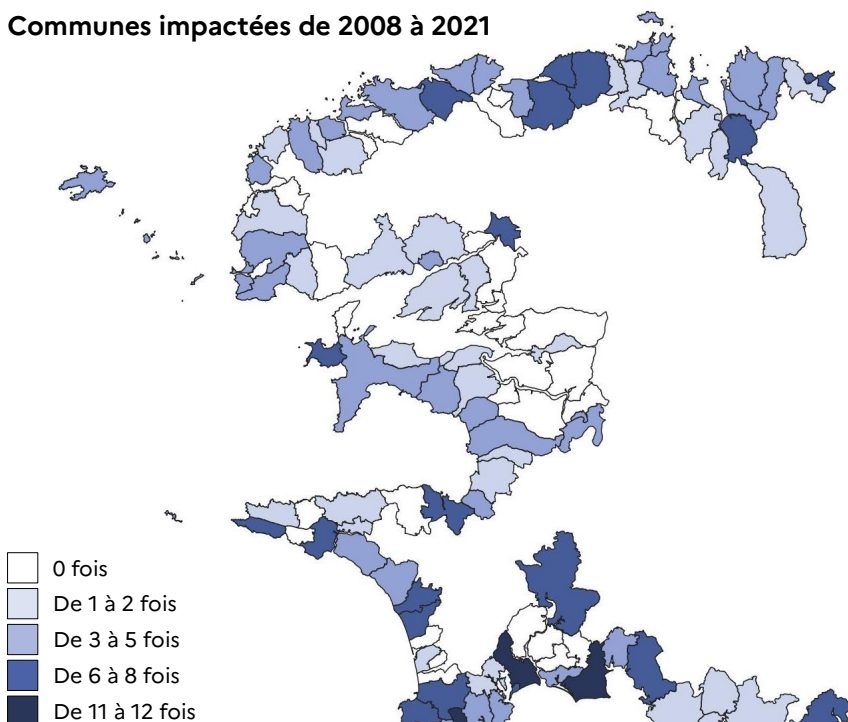 Communes impactées de 2008 à 2021
0 fois
De 1 à 2 fois
De 3 à 5 fois
De 6 à 8 fois
De 11 à 12 fois